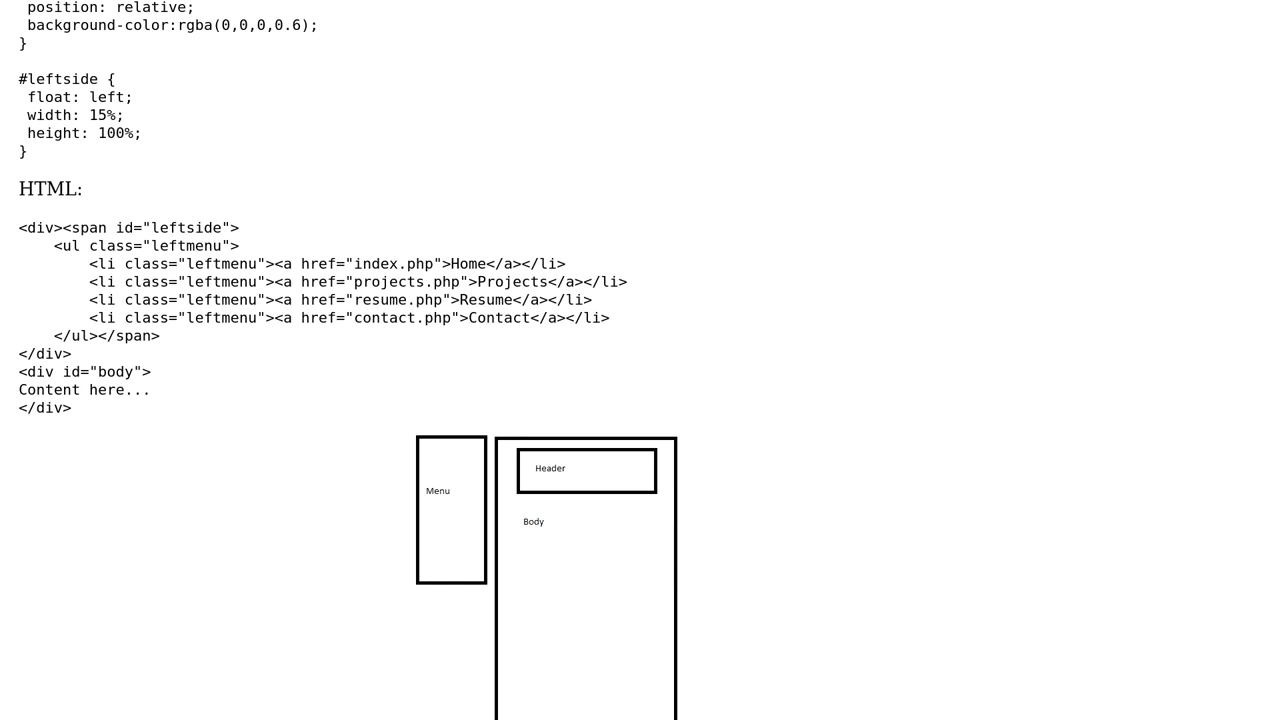 position: relative;
background-color:rgba(0,0,0,0.6);
}
#leftside {
float: left;
width: 15%;
height: 100%;
}
HTML:
<div><span id="leftside">
<ul class="leftmenu">
<li class="leftmenu"><a href="index.php">Home</a></li>
<li class="leftmenu"><a href="projects.php">Projects</a></li>
<li class="leftmenu"><a href="resume.php">Resume</a></li>
<li class="leftmenu"><a href="contact.php">Contact</a></li>
</ul></span>
</div>
<div id="body">
Content here...
</div>
Header
Menu
Body